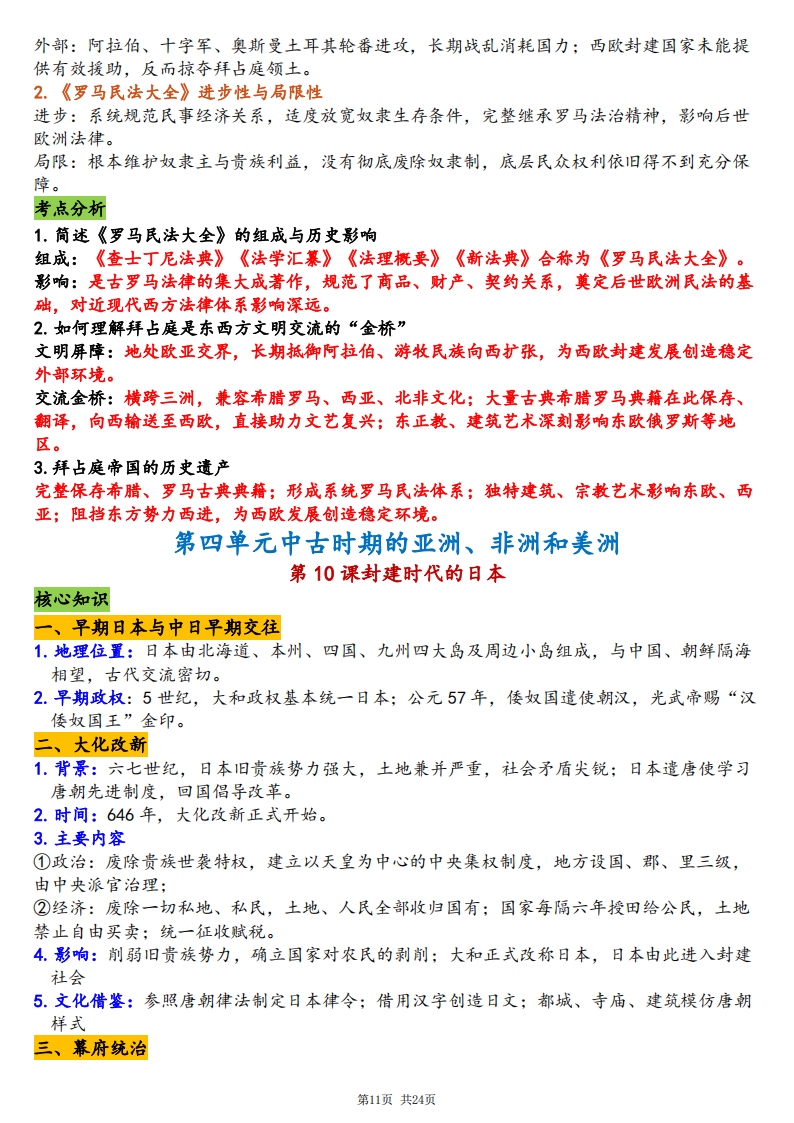 外部：阿拉伯、十字军、奥斯曼土耳其轮番进攻，长期战乱消耗国力；西欧封建国家未能提
供有效援助，反而掠夺拜占庭领土。
2.《罗马民法大全》进步性与局限性
进步：系统规范民事经济关系，适度放宽奴隶生存条件，完整继承罗马法治精神，影响后世
欧洲法律。
局限：根本维护奴隶主与贵族利益，没有彻底废除奴隶制，底层民众权利依旧得不到充分保
障。
考点分析
1.简述《罗马民法大全》的组成与历史影响
组成：《查士丁尼法典》《法学汇纂》《法理概要》《新法典》合称为《罗马民法大全》。
影响：是古罗马法律的集大成著作，规范了商品、财产、契约关系，奠定后世欧洲民法的基
础，对近现代西方法律体系影响深远。
2.如何理解拜占庭是东西方文明交流的“金桥”
文明屏障：地处欧亚交界，长期抵御阿拉伯、游牧民族向西扩张，为西欧封建发展创造稳定
外部环境。
交流金桥：横跨三洲，兼容希腊罗马、西亚、北非文化；大量古典希腊罗马典籍在此保存、
翻译，向西输送至西欧，直接助力文艺复兴；东正教、建筑艺术深刻影响东欧俄罗斯等地
区。
3.拜占庭帝国的历史遗产
完整保存希腊、罗马古典典籍；形成系统罗马民法体系；独特建筑、宗教艺术影响东欧、西
亚；阻挡东方势力西进，为西欧发展创造稳定环境。
第四单元中古时期的亚洲、非洲和美洲
第10课封建时代的日本
核心知识
一、早期日本与中日早期交往
1.地理位置：日本由北海道、本州、四国、九州四大岛及周边小岛组成，与中国、朝鲜隔海
相望，古代交流密切。
2.早期政权：5世纪，大和政权基本统一日本；公元57年，倭奴国遣使朝汉，光武帝赐“汉
倭奴国王”金印。
二、大化改新
1.背景：六七世纪，日本旧贵族势力强大，土地兼并严重，社会矛盾尖锐；日本遣唐使学习
唐朝先进制度，回国倡导改革。
2.时间：646年，大化改新正式开始。
3.主要内容
①政治：废除贵族世袭特权，建立以天皇为中心的中央集权制度，地方设国、郡、里三级，
由中央派官治理；
②经济：废除一切私地、私民，土地、人民全部收归国有；国家每隔六年授田给公民，土地
禁止自由买卖；统一征收赋税。
4.影响：削弱旧贵族势力，确立国家对农民的剥削；大和正式改称日本，日本由此进入封建
社会
5.文化借鉴：参照唐朝律法制定日本律令；借用汉字创造日文；都城、寺庙、建筑模仿唐朝
样式
三、幕府统治
第11页 共24页